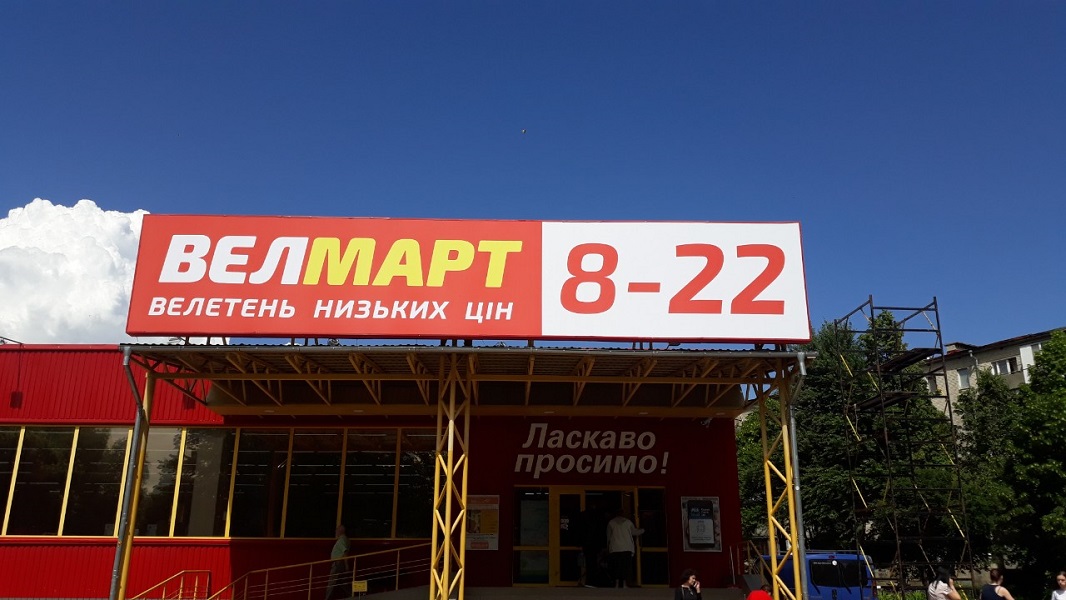 ВЕЛМАРТ
ВЕЛЕТЕНЬ НИЗЬКИХ ЦІН
8-22
Ласкаво
просимо!